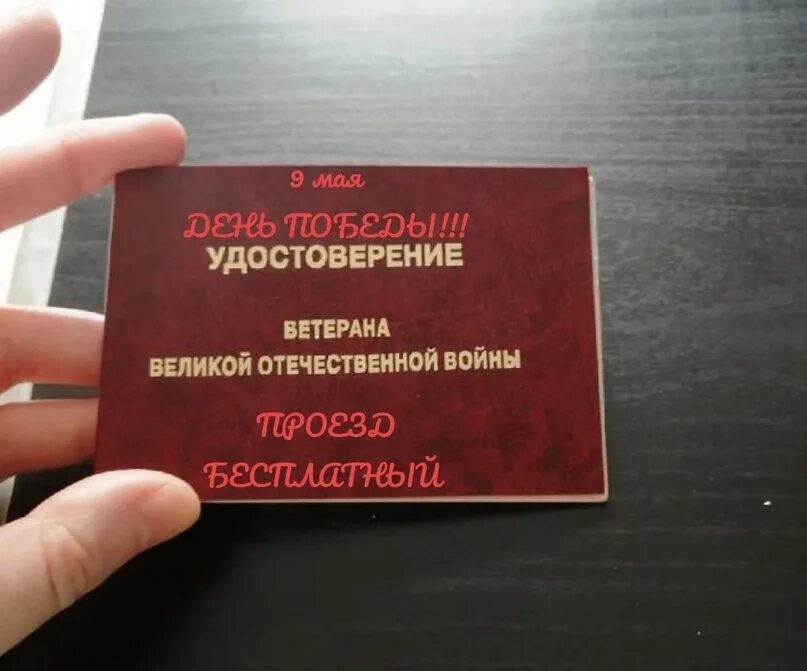 9 мая
ДЕНЬ ПОБЕДЫ!!!
УДОСТОВЕРЕНИЕ
ВЕТЕРАНА
ВЕЛИКОЙ ОТЕЧЕСТВЕННОЙ ВОЙНЫ
ПРОЕЗД
БЕСПЛАТНЫЙ